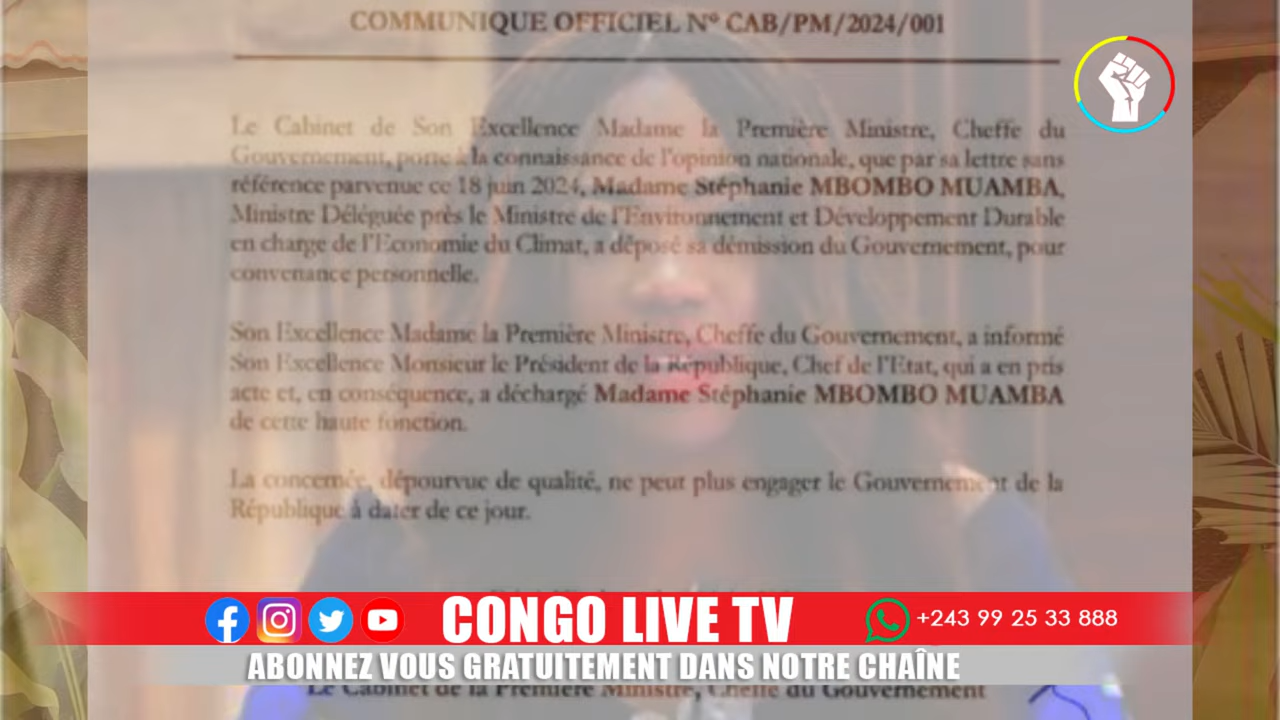 COMMUNIQUE OFFICIEL N° CAB/PM/2024/001
Le Cabinet de Son Excellence Madame la Première Ministre, Cheffe du
Gouvernement, porte à la connaissance de l'opinion nationale, que par sa lettre sans
référence parvenue ce 18 juin 2024, Madame Stéphanie MBOMBO MUAMBA,
Ministre Déléguée près le Ministre de l'Environnement et Développement Durable
en charge de l'Economie du Climat, a déposé sa démission du Gouvernement, pour
convenance personnelle.
Son Excellence Madame la Première Ministre, Cheffe du Gouvernement, a informé
Son Excellence Monsieur le Président de la République, Chef de l'Etat, qui a en pris
acte et, en conséquence, a déchargé Madame Stéphanie MBOMBO MUAMBA
de cette haute fonction.
La concernée, dépourvue de qualité, ne peut plus engager le Gouvernement de la
République à dater de ce jour.
CONGO LIVE TV
+243 99 25 33 888
ABONNEZ VOUS GRATUITEMENT DANS NOTRE CHAÎNE
Le Cabinet de la Première Ministre, Cheffe du Gouvernement